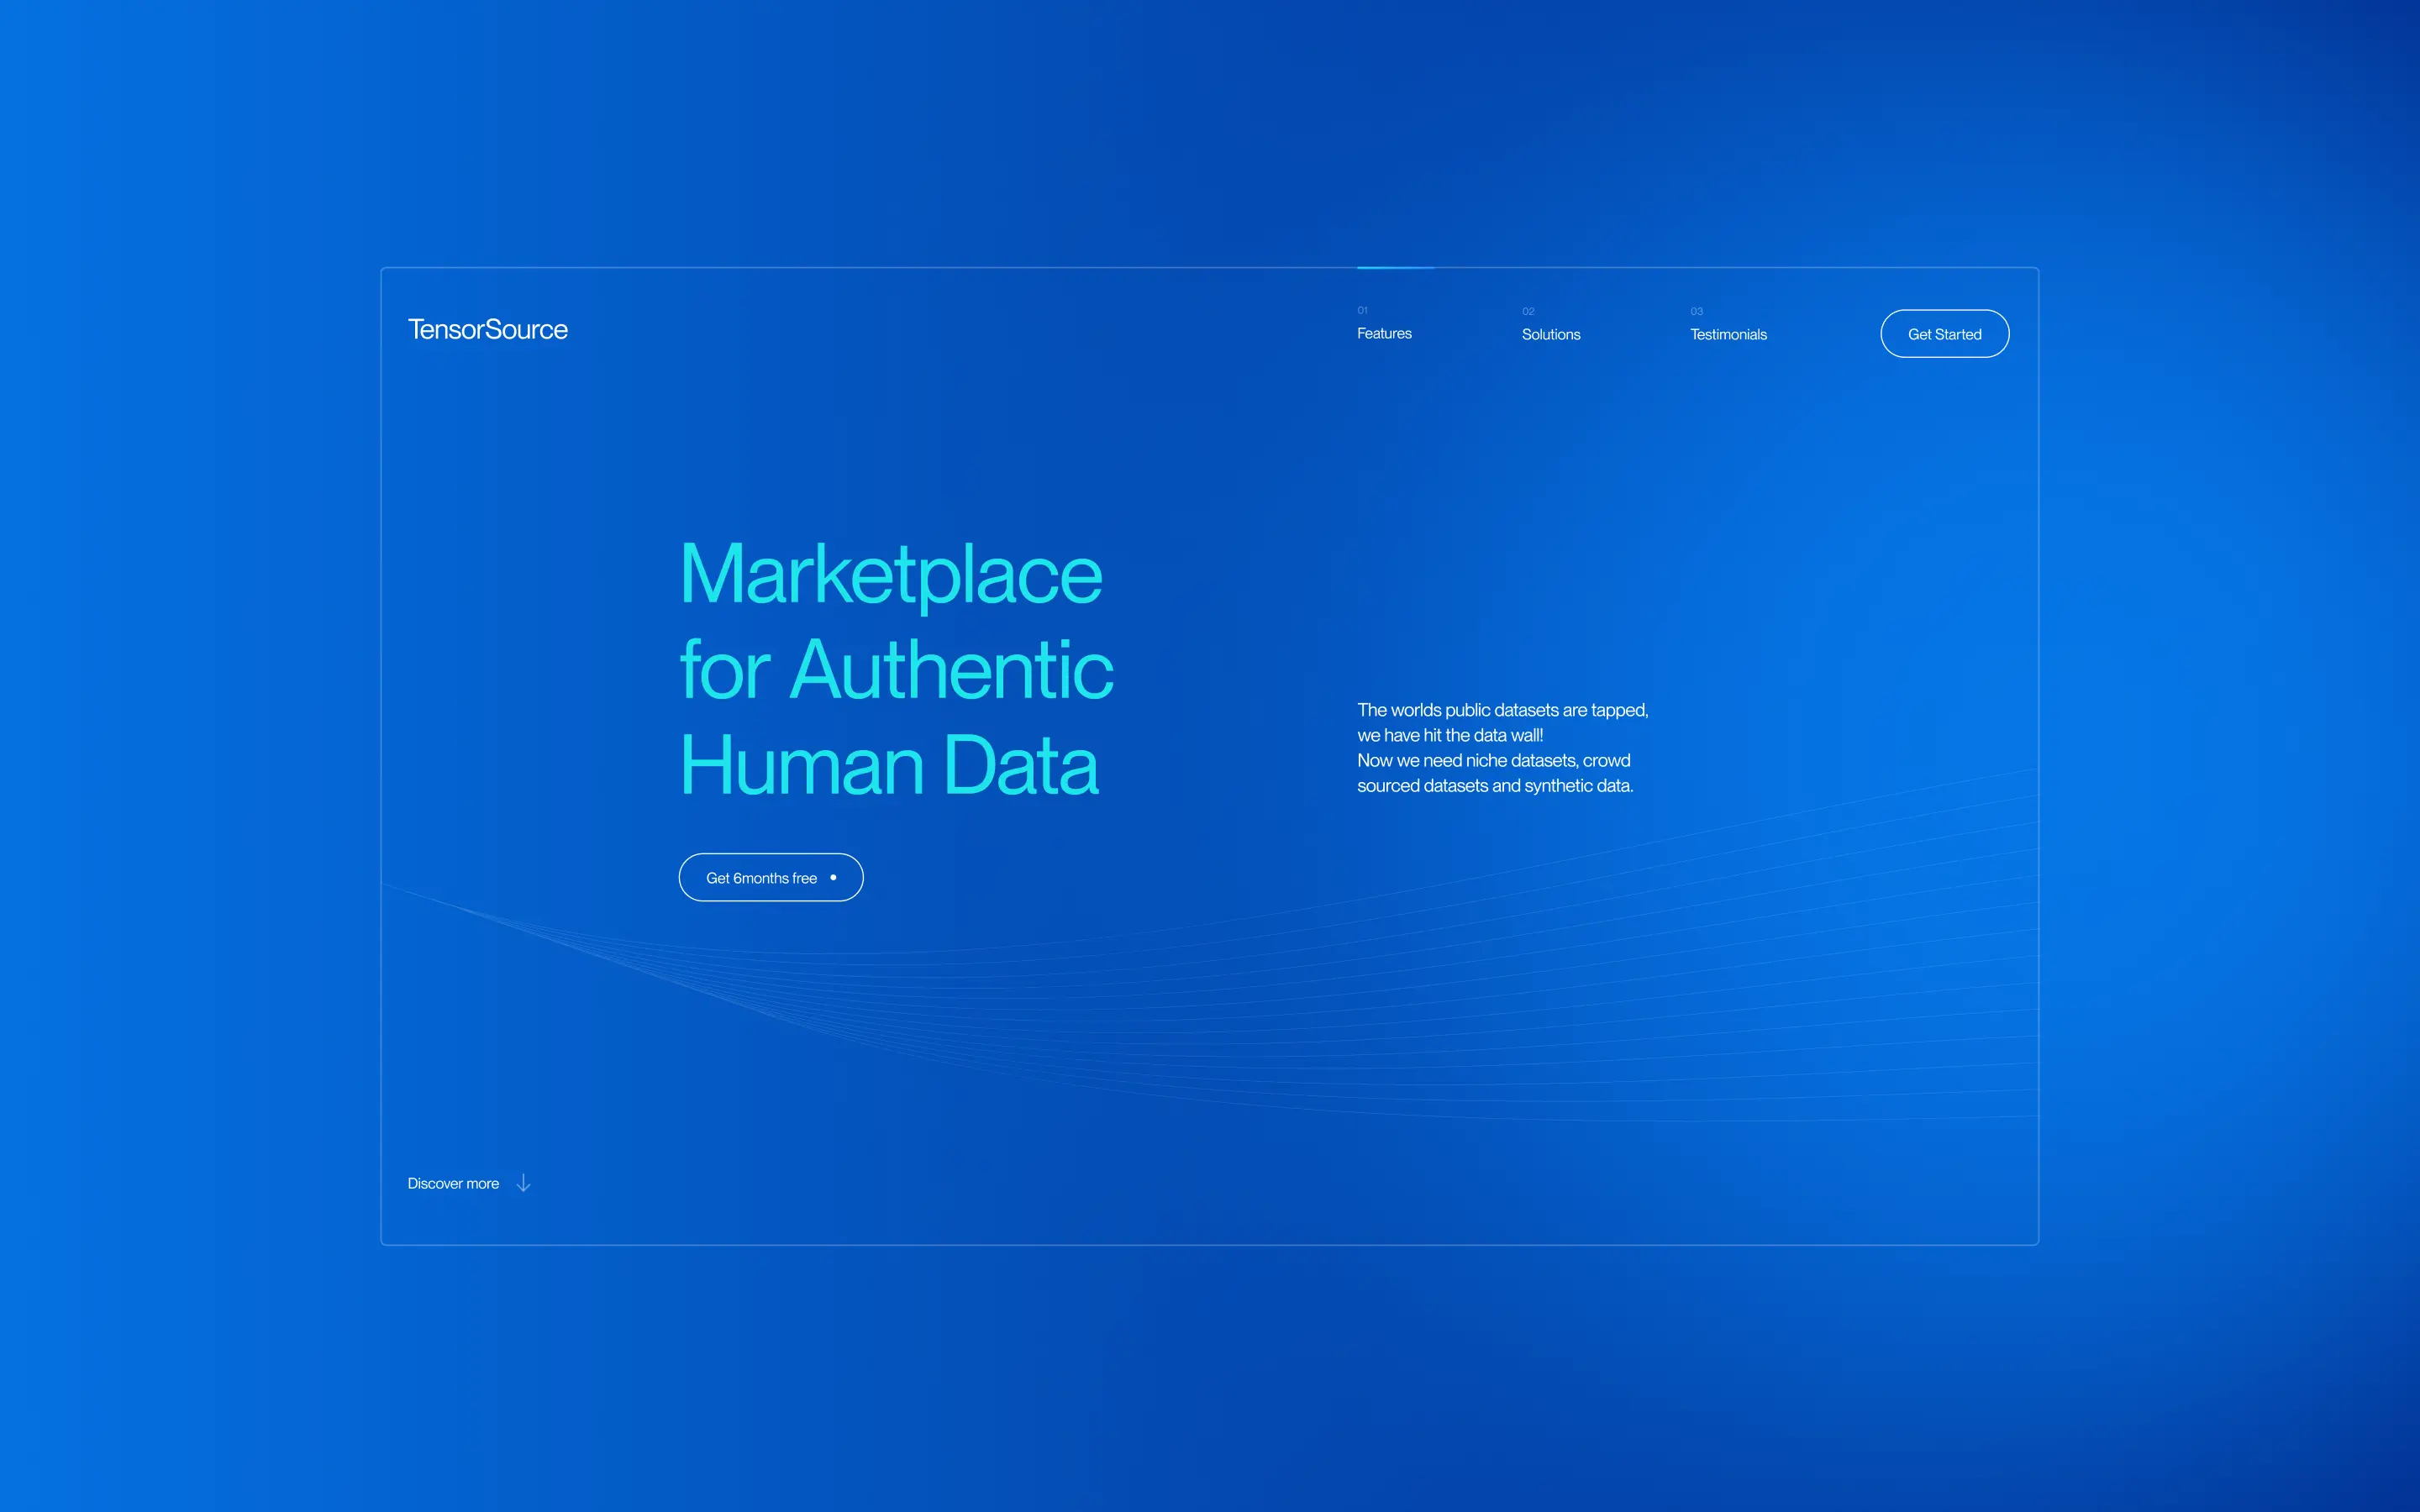 TensorSource
01
Features
02
Solutions
03
Testimonials
Get Started
Marketplace
for Authentic
Human Data
The worlds public datasets are tapped,
we have hit the data wall!
Now we need niche datasets, crowd
sourced datasets and synthetic data.
Get 6months free
Discover more